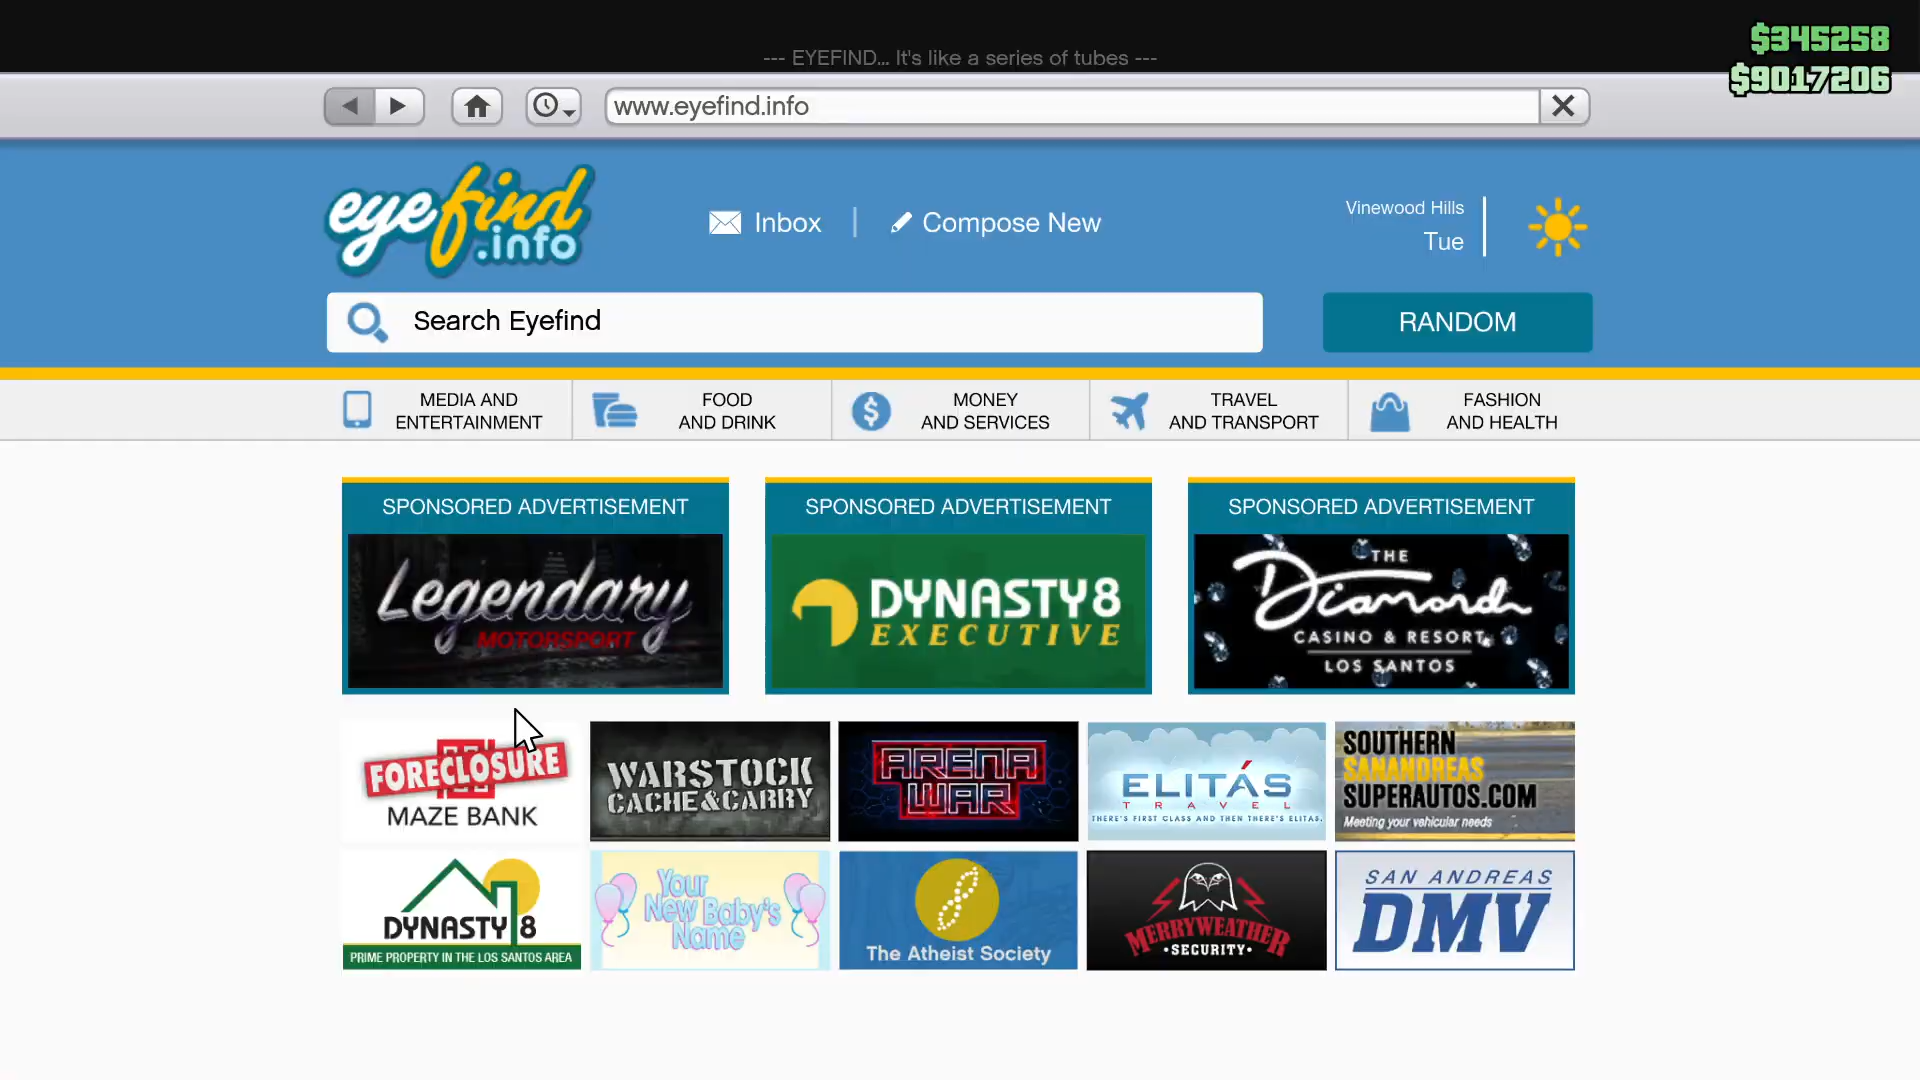 $345258
--- EYEFIND... It's like a series of tubes ---
$9017206
www.eyefind.info
eyefind
.info
Inbox
Compose New
Vinewood Hills
Tue
Search Eyefind
RANDOM
MEDIA AND
ENTERTAINMENT
FOOD
AND DRINK
MONEY
AND SERVICES
TRAVEL
AND TRANSPORT
FASHION
AND HEALTH
SPONSORED ADVERTISEMENT
Legendary
MOTORSPORT
SPONSORED ADVERTISEMENT
DYNASTY8
EXECUTIVE
SPONSORED ADVERTISEMENT
THE
Diamond
CASINO & RESORT
LOS SANTOS
FORECLOSURE
MAZE BANK
WARSTOCK
CACHE&CARRY
ARENA
WAR
ELITÁS
TRAVEL
THERE'S FIRST CLASS AND THEN THERE'S ELITAS.
SOUTHERN
SANANDREAS
SUPERAUTOS.COM
Meeting your vehicular needs
DYNASTY 8
PRIME PROPERTY IN THE LOS SANTOS AREA
Your
New Baby's
Name
The Atheist Society
MERRYWEATHER
•SECURITY•
SAN ANDREAS
DMV